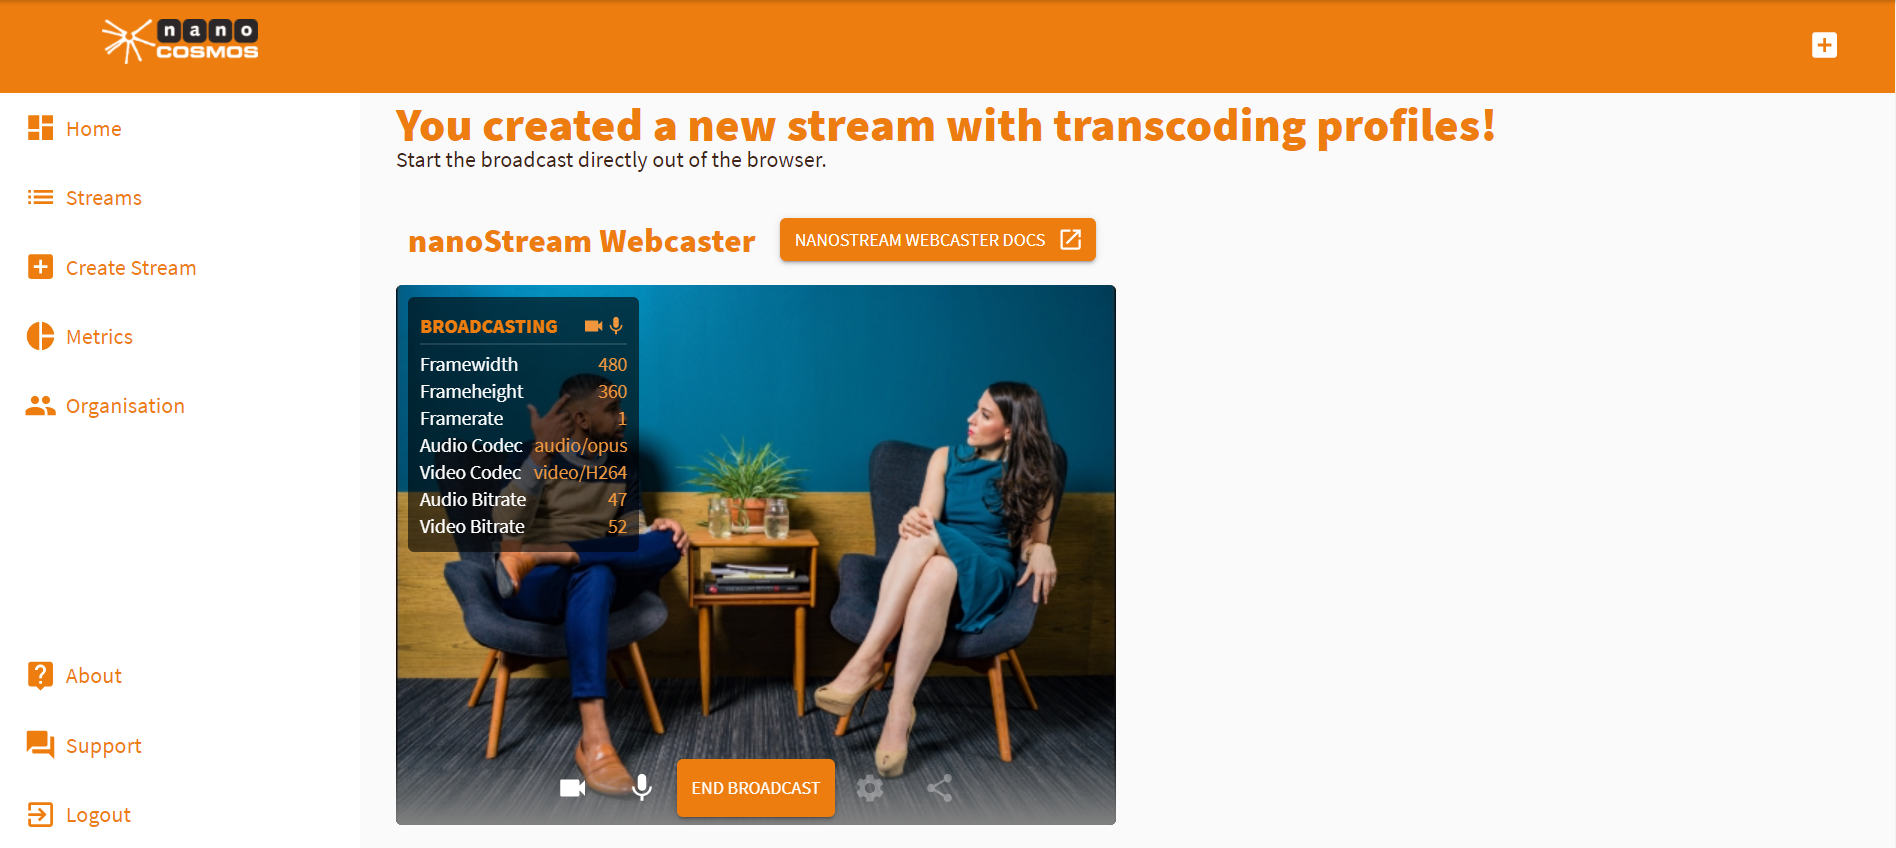 nano
COSMOS
Home
Streams
Create Stream
Metrics
Organisation
About
Support
Logout
You created a new stream with transcoding profiles!
Start the broadcast directly out of the browser.
nanoStream Webcaster
NANOSTREAM WEBCASTER DOCS
BROADCASTING
Framewidth 480
Frameheight 360
Framerate 1
Audio Codec audio/opus
Video Codec video/H264
Audio Bitrate 47
Video Bitrate 52
END BROADCAST